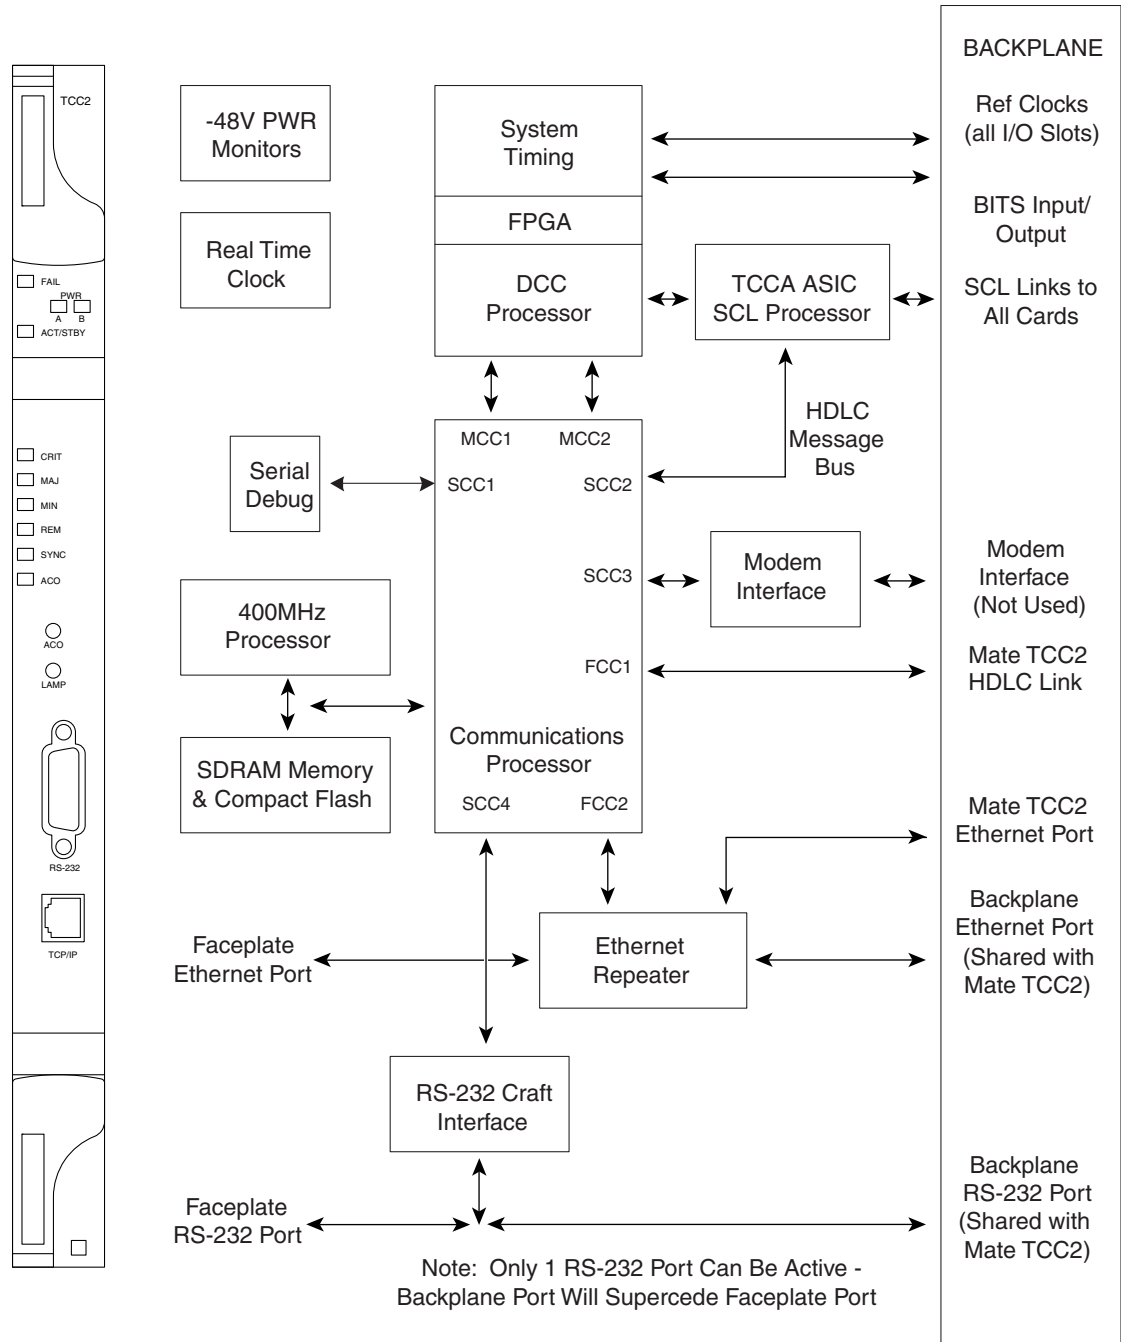 TCC2
FAIL
PWR
A B
ACT/STBY
CRIT
MAJ
MIN
REM
SYNC
ACO
ACO
LAMP
RS-232
TCP/IP
-48V PWR
Monitors
Real Time
Clock
System
Timing
FPGA
DCC
Processor
TCCA ASIC
SCL Processor
HDLC
Message
Bus
MCC1 MCC2
SCC1 SCC2
Serial
Debug
SCC3
Modem
Interface
FCC1
400MHz
Processor
Communications
Processor
SDRAM Memory
& Compact Flash
SCC4 FCC2
Faceplate
Ethernet Port
Ethernet
Repeater
RS-232 Craft
Interface
Faceplate
RS-232 Port
Note: Only 1 RS-232 Port Can Be Active -
Backplane Port Will Supercede Faceplate Port
BACKPLANE
Ref Clocks
(all I/O Slots)
BITS Input/
Output
SCL Links to
All Cards
Modem
Interface
(Not Used)
Mate TCC2
HDLC Link
Mate TCC2
Ethernet Port
Backplane
Ethernet Port
(Shared with
Mate TCC2)
Backplane
RS-232 Port
(Shared with
Mate TCC2)